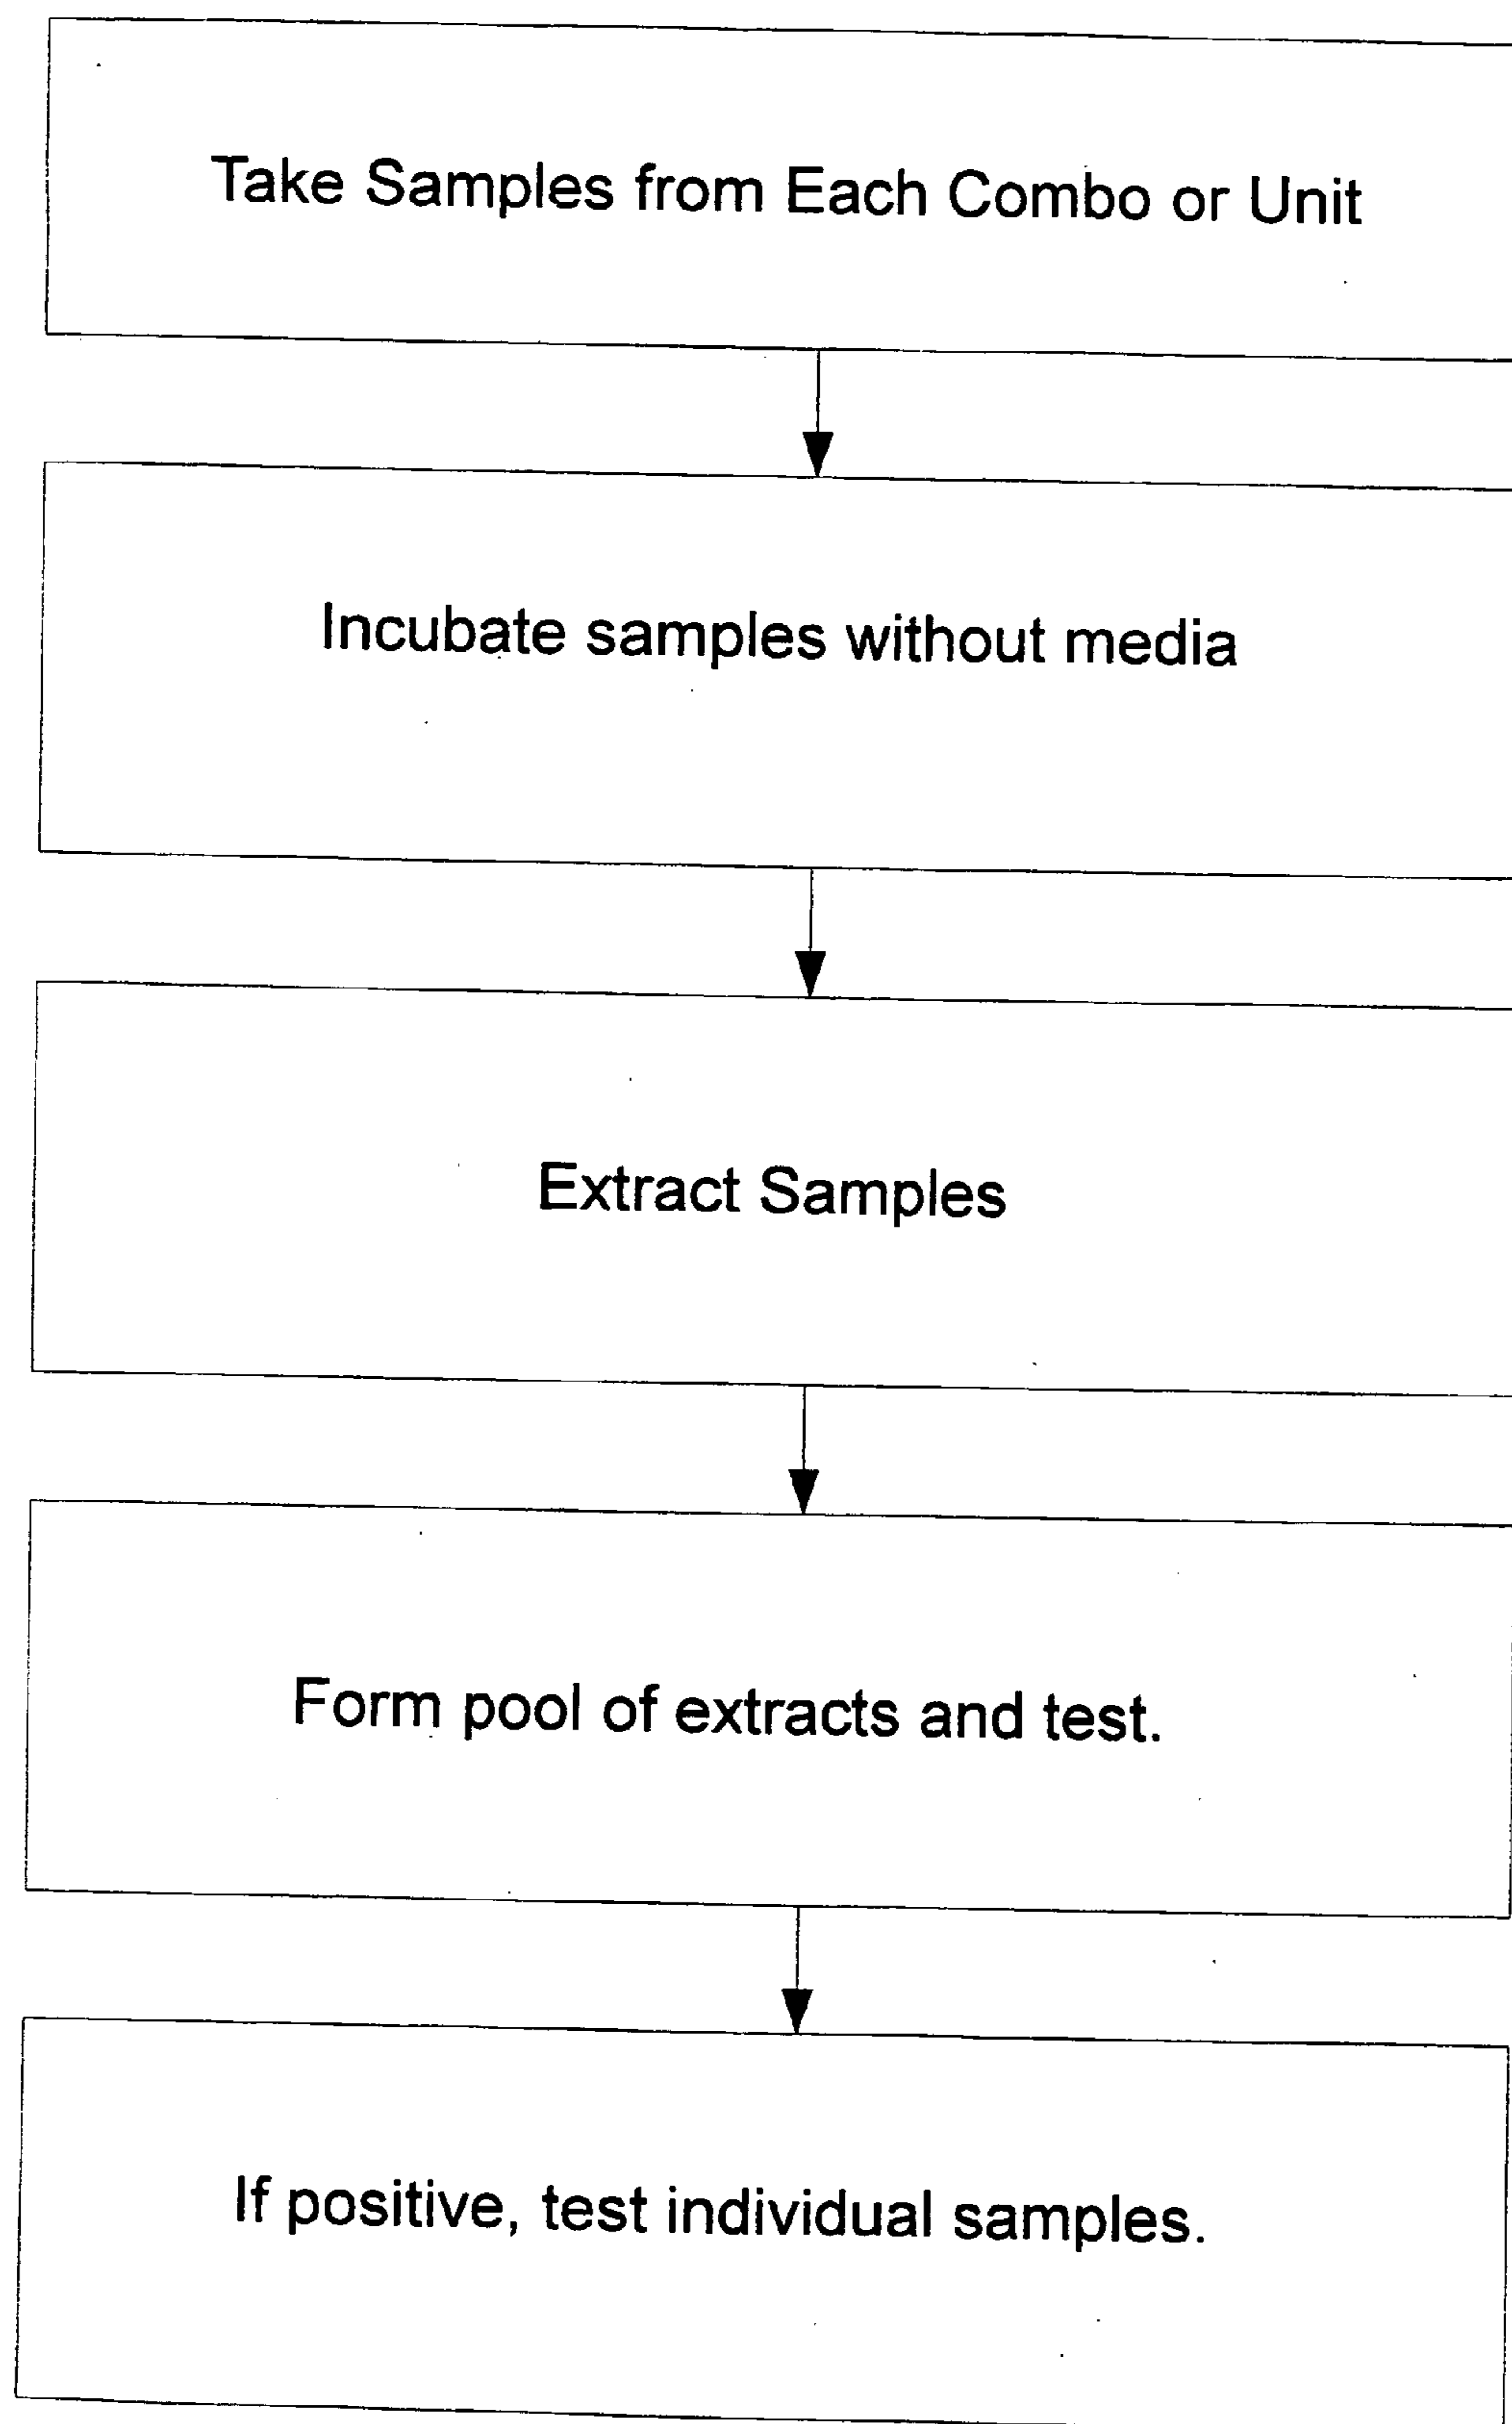 Take Samples from Each Combo or Unit
Incubate samples without media
Extract Samples
Form pool of extracts and test.
If positive, test individual samples.